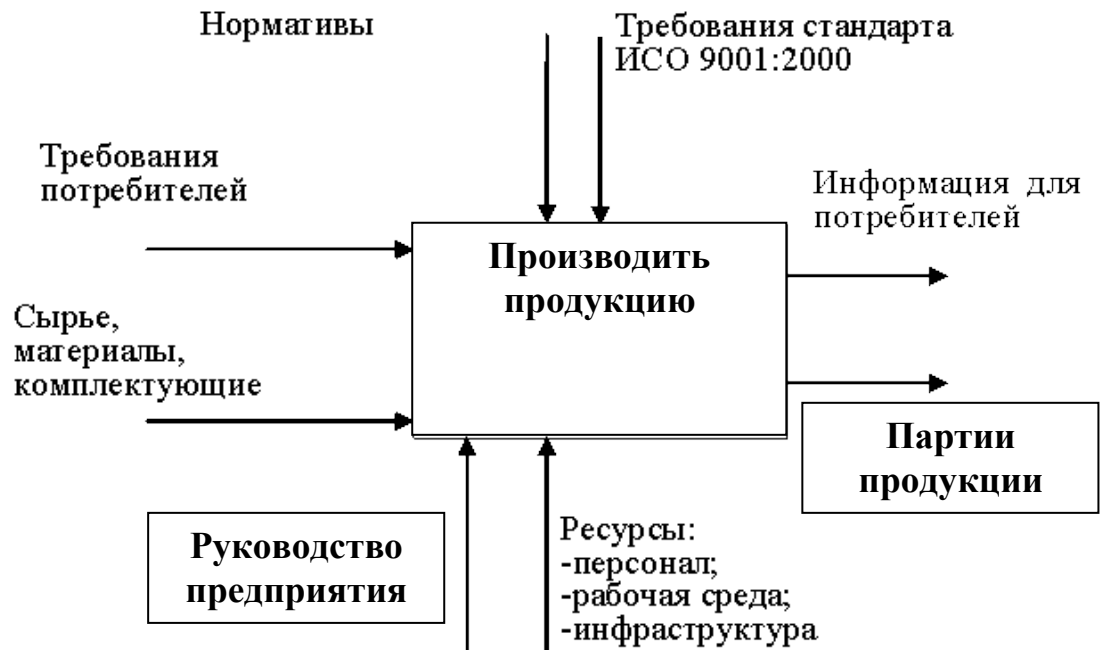 Нормативы
Требования стандарта
ИСО 9001:2000
Требования
потребителей
Информация для
потребителей
Производить
продукцию
Сырье,
материалы,
комплектующие
Партии
продукции
Руководство
предприятия
Ресурсы:
-персонал;
-рабочая среда;
-инфраструктура